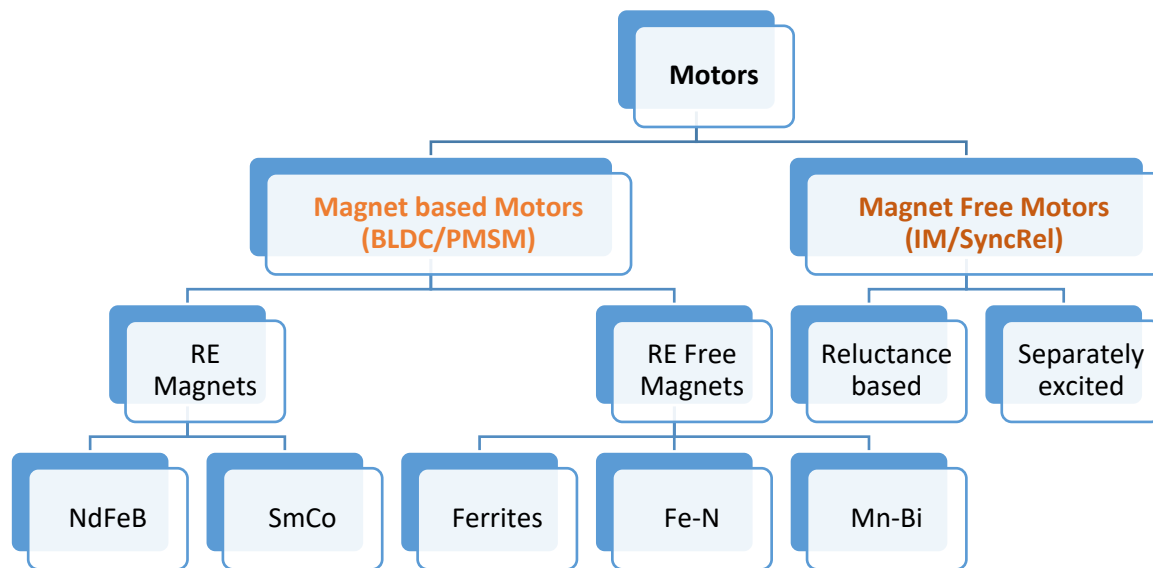 Motors
Magnet based Motors
(BLDC/PMSM)
Magnet Free Motors
(IM/SyncRel)
RE
Magnets
RE Free
Magnets
Reluctance
based
Separately
excited
NdFeB
SmCo
Ferrites
Fe-N
Mn-Bi